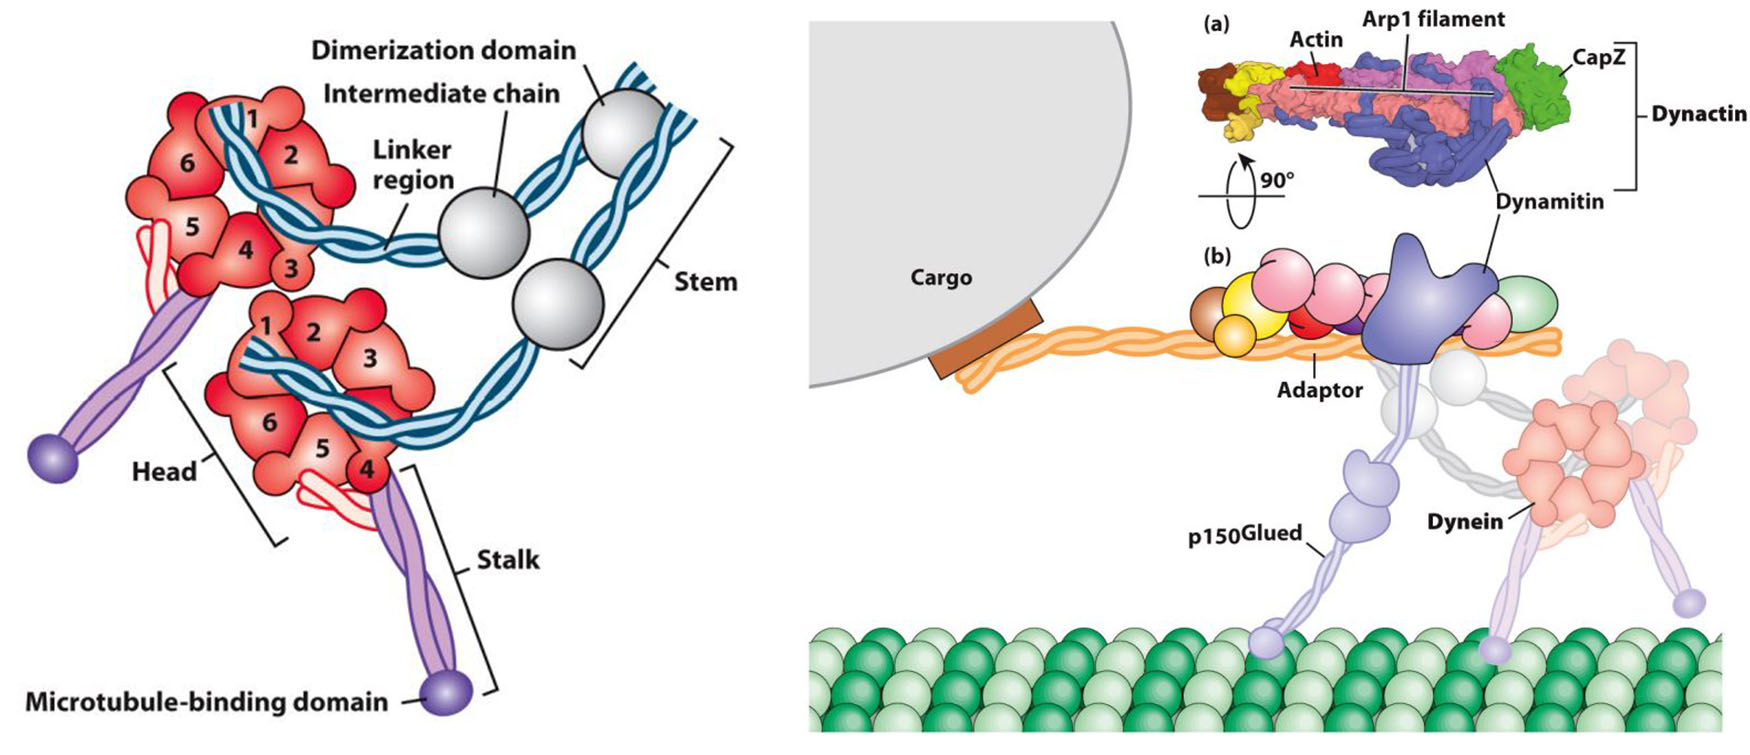 Dimerization domain
Intermediate chain
Linker
region
1
2
6
5
4
3
Stem
1
2
3
6
5
4
Head
Stalk
Microtubule-binding domain
(a)
Arp1 filament
Actin
CapZ
Dynactin
90°
Dynamitin
(b)
Cargo
Adaptor
p150Glued
Dynein